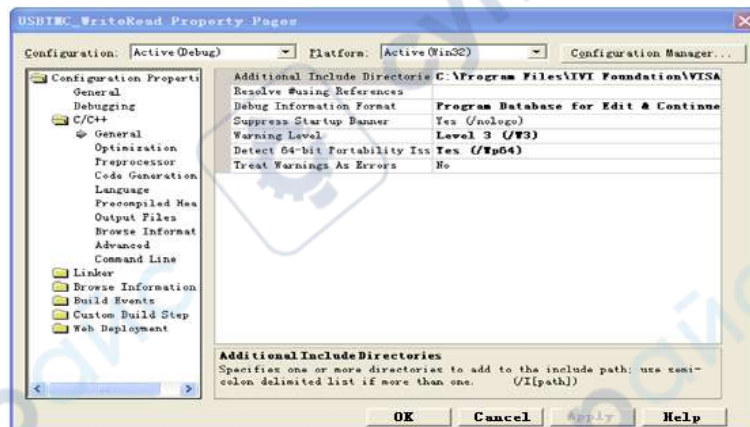 USBTMC_WriteRead Property Pages
Configuration: Active(Debug) Platform: Active(Win32) Configuration Manager...
Configuration Properti
General
Debugging
C/C++
General
Optimization
Preprocessor
Code Generation
Language
Precompiled Hea
Output Files
Browse Informat
Advanced
Command Line
Linker
Browse Information
Build Events
Custom Build Step
Web Deployment
Additional Include Directorie C:\Program Files\IVI Foundation\VISA
Resolve #using References
Debug Information Format Program Database for Edit & Continue
Suppress Startup Banner Yes (/nologo)
Warning Level Level 3 (/W3)
Detect 64-bit Portability Iss Yes (/Wp64)
Treat Warnings As Errors No
AdditionalIncludeDirectories
Specifies one or more directories to add to the include path; use semi-
colon delimited list if more than one. (/I[path])
OK Cancel Apply Help